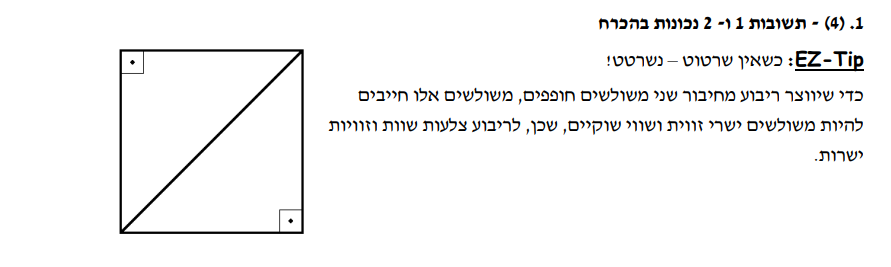 1. (4) - תשובות 1 ו- 2 נכונות בהכרח
EZ-Tip: כשאין שרטוט – נשרטט!
כדי שיווצר ריבוע מחיבור שני משולשים חופפים, משולשים אלו חייבים
להיות משולשים ישרי זווית ושווי שוקיים, שכן, לריבוע צלעות שוות וזוויות
ישרות.